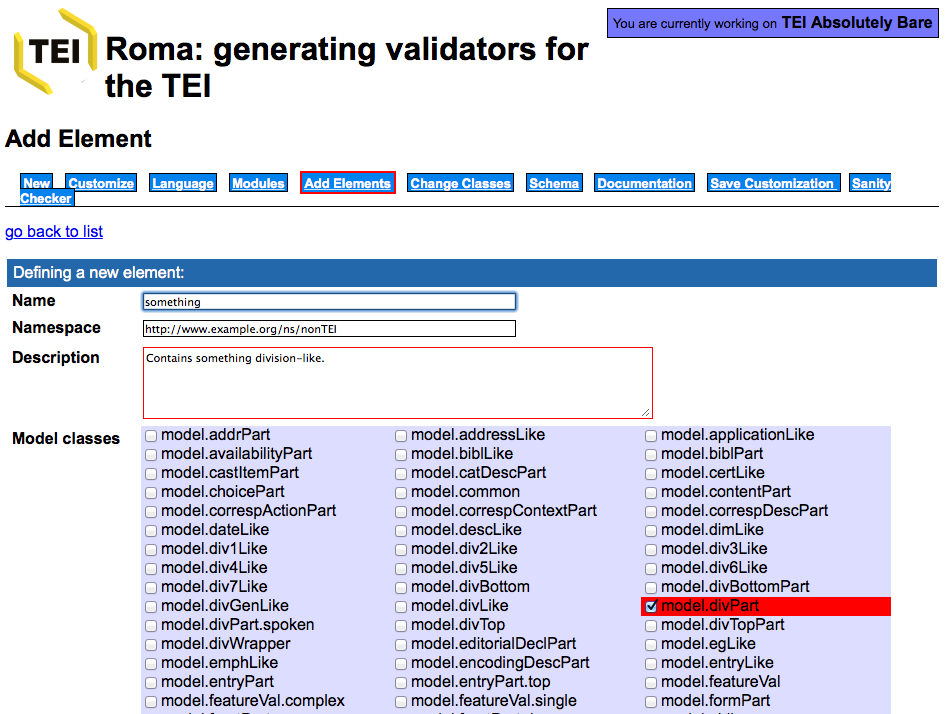 You are currently working on TEI Absolutely Bare
TEI
Roma: generating validators for
the TEI
Add Element
New Customize Language Modules Add Elements Change Classes Schema Documentation Save Customization Sanity
Checker
go back to list
Defining a new element:
Name something
Namespace http://www.example.org/ns/nonTEI
Description Contains something division-like.
Model classes model.addrPart model.addressLike model.applicationLike
model.availabilityPart model.biblLike model.biblPart
model.castItemPart model.catDescPart model.certLike
model.choicePart model.common model.contentPart
model.correspActionPart model.correspContextPart model.correspDescPart
model.dateLike model.descLike model.dimLike
model.div1Like model.div2Like model.div3Like
model.div4Like model.div5Like model.div6Like
model.div7Like model.divBottom model.divBottomPart
model.divGenLike model.divLike model.divPart
model.divPart.spoken model.divTop model.divTopPart
model.divWrapper model.editorialDeclPart model.egLike
model.emphLike model.encodingDescPart model.entryLike
model.entryPart model.entryPart.top model.featureVal
model.featureVal.complex model.featureVal.single model.formPart